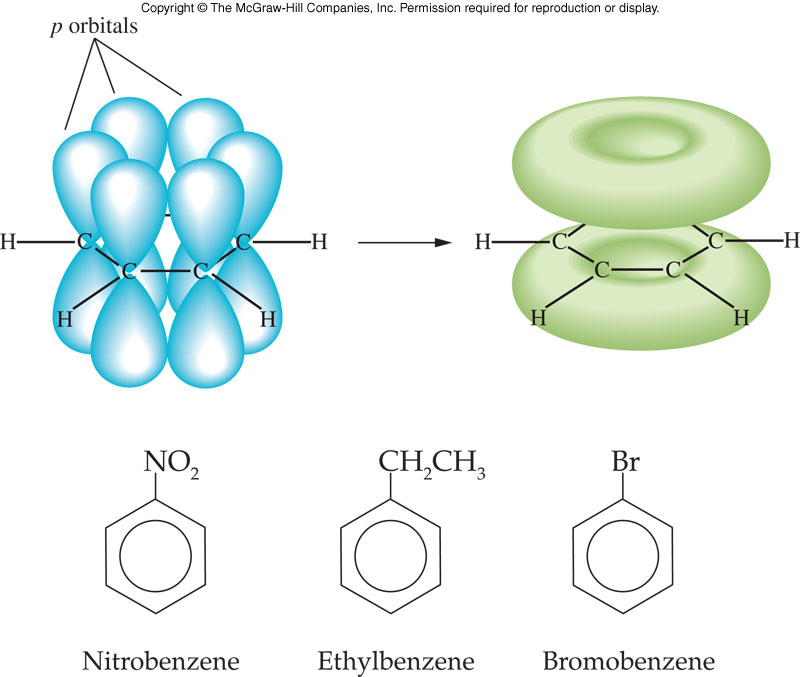 Copyright © The McGraw-Hill Companies, Inc. Permission required for reproduction or display.
p orbitals
H C C H H C C H
C C C C
H H H H
NO2 CH2CH3 Br
Nitrobenzene Ethylbenzene Bromobenzene